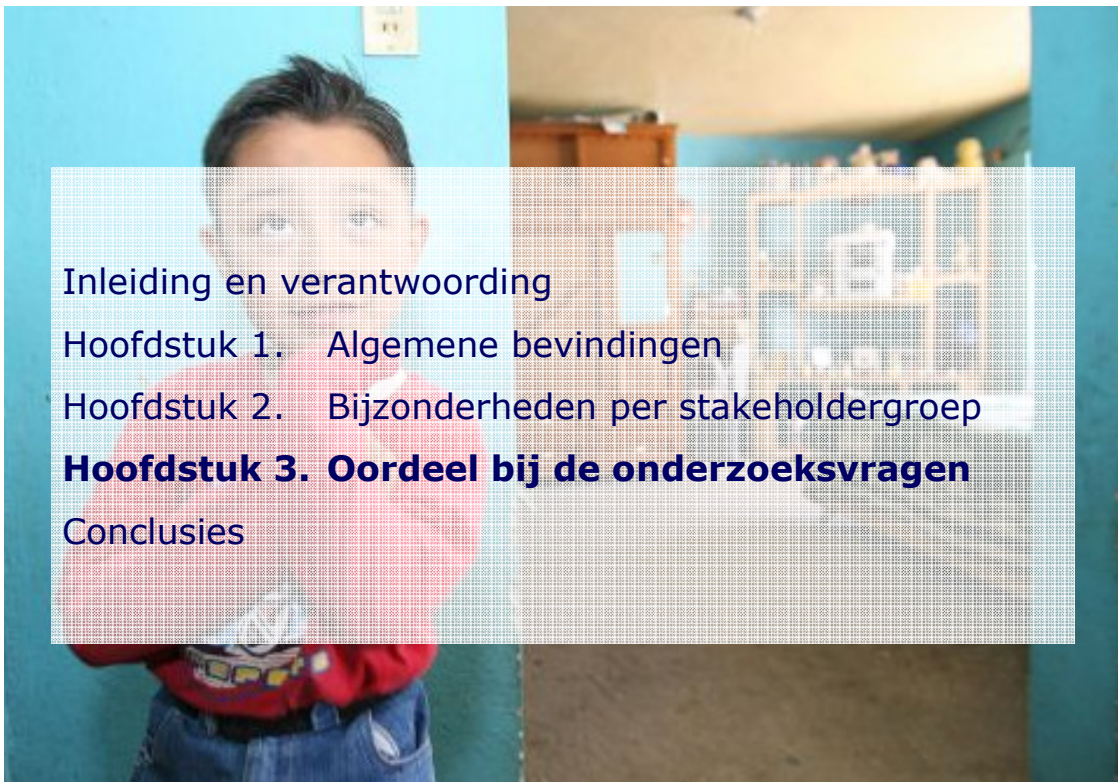 Inleiding en verantwoording
Hoofdstuk 1. Algemene bevindingen
Hoofdstuk 2. Bijzonderheden per stakeholdergroep
Hoofdstuk 3. Oordeel bij de onderzoeksvragen
Conclusies